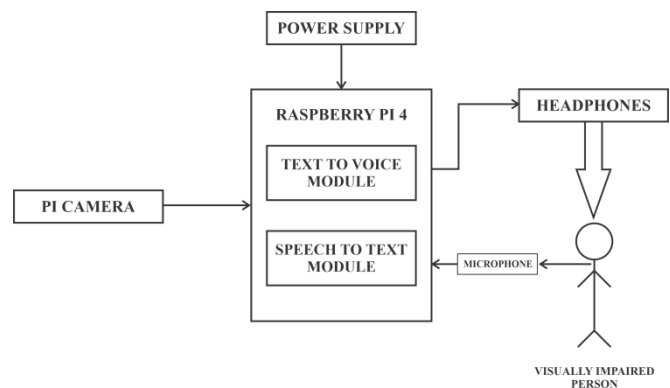 POWER SUPPLY
RASPBERRY PI 4
HEADPHONES
TEXT TO VOICE
MODULE
PI CAMERA
SPEECH TO TEXT
MODULE
MICROPHONE
VISUALLY IMPAIRED
PERSON